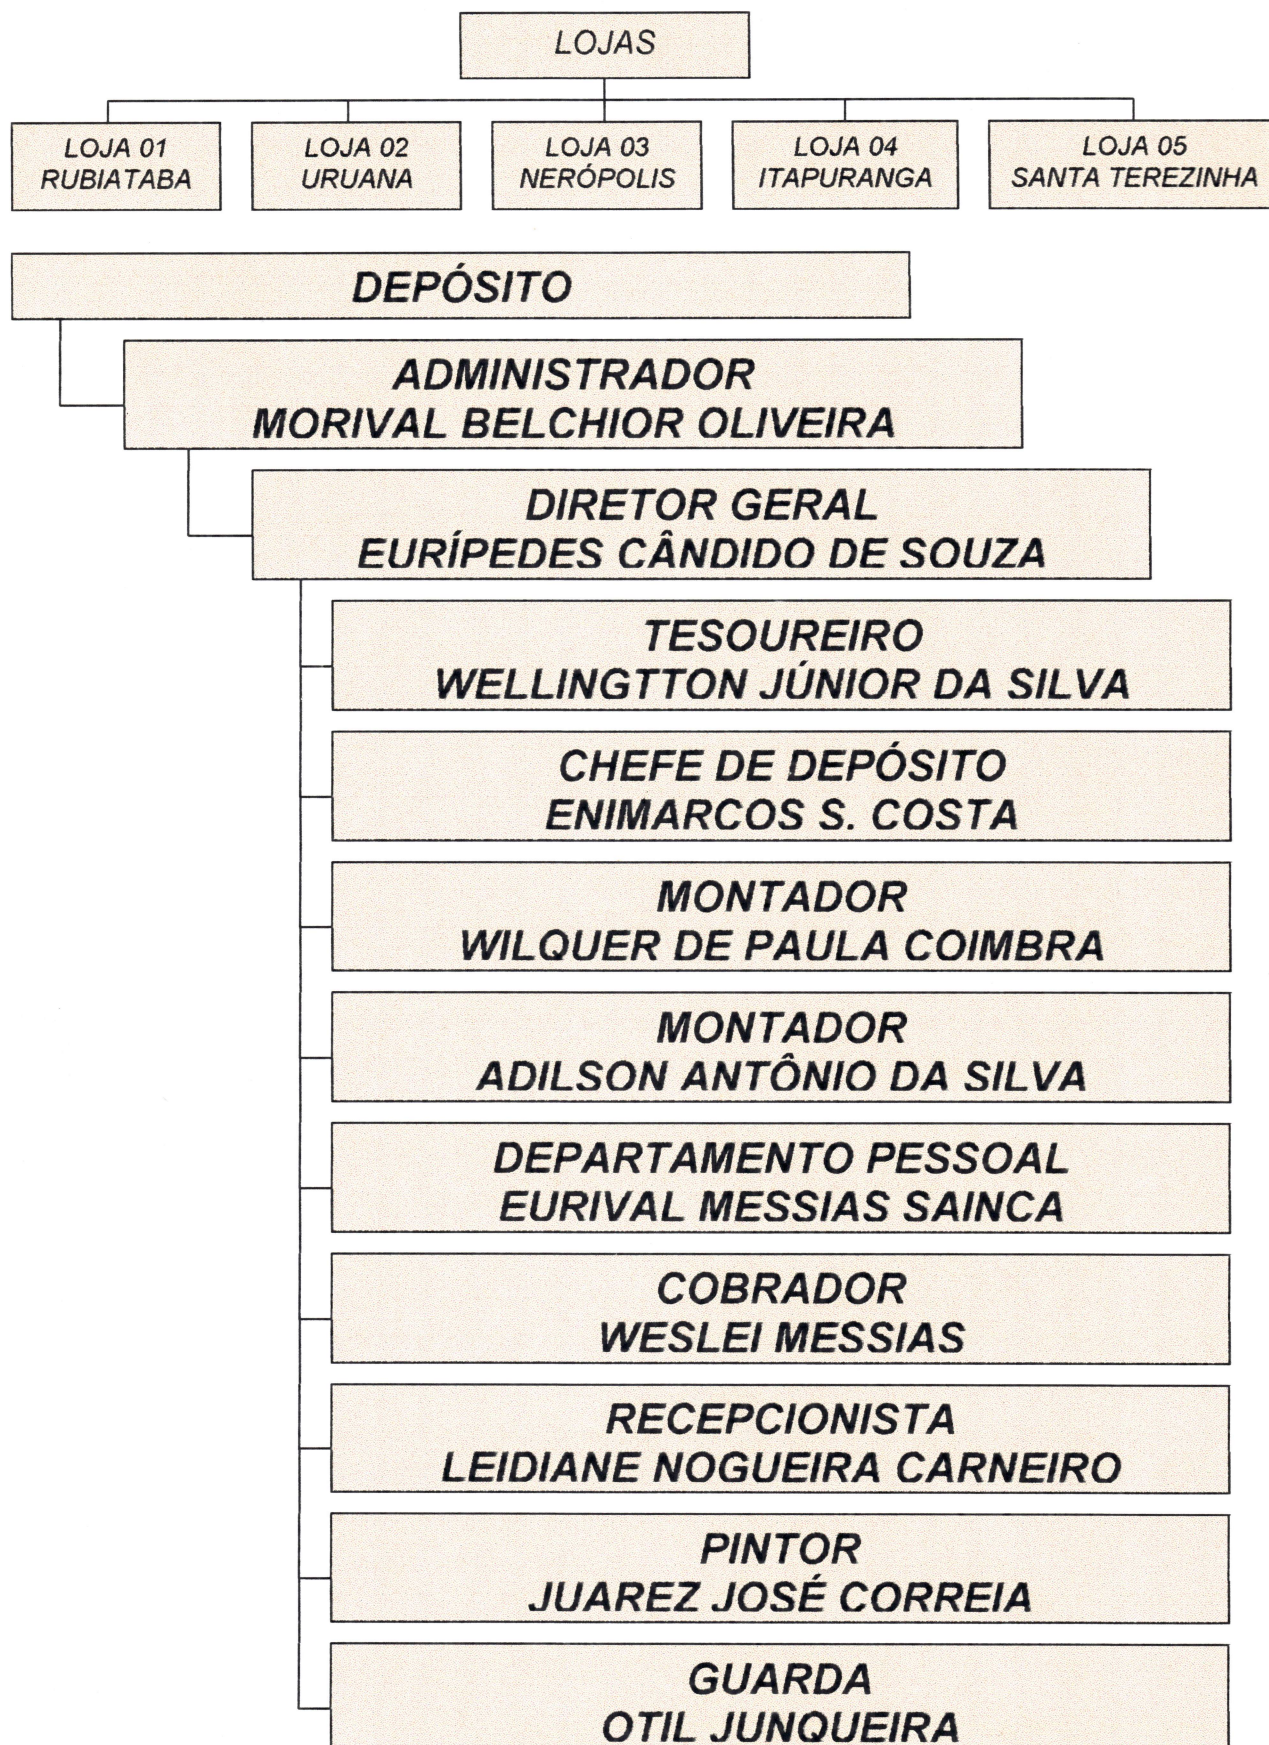 LOJAS
LOJA 01
RUBIATABA
LOJA 02
URUANA
LOJA 03
NERÓPOLIS
LOJA 04
ITAPURANGA
LOJA 05
SANTA TEREZINHA
DEPÓSITO
ADMINISTRADOR
MORIVAL BELCHIOR OLIVEIRA
DIRETOR GERAL
EURÍPEDES CÂNDIDO DE SOUZA
TESOUREIRO
WELLINGTTON JÚNIOR DA SILVA
CHEFE DE DEPÓSITO
ENIMARCOS S. COSTA
MONTADOR
WILQUER DE PAULA COIMBRA
MONTADOR
ADILSON ANTÔNIO DA SILVA
DEPARTAMENTO PESSOAL
EURIVAL MESSIAS SAINCA
COBRADOR
WESLEI MESSIAS
RECEPCIONISTA
LEIDIANE NOGUEIRA CARNEIRO
PINTOR
JUAREZ JOSÉ CORREIA
GUARDA
OTIL JUNQUEIRA